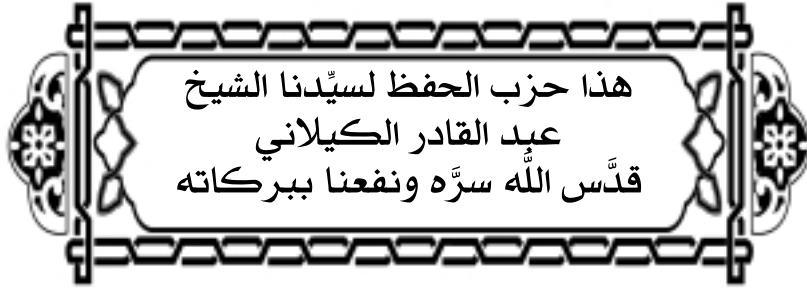 هذا حزب الحفظ لسيِّدنا الشيخ
عبد القادر الكيلاني
قدَّس اللّٰه سرَّه ونفعنا ببركاته